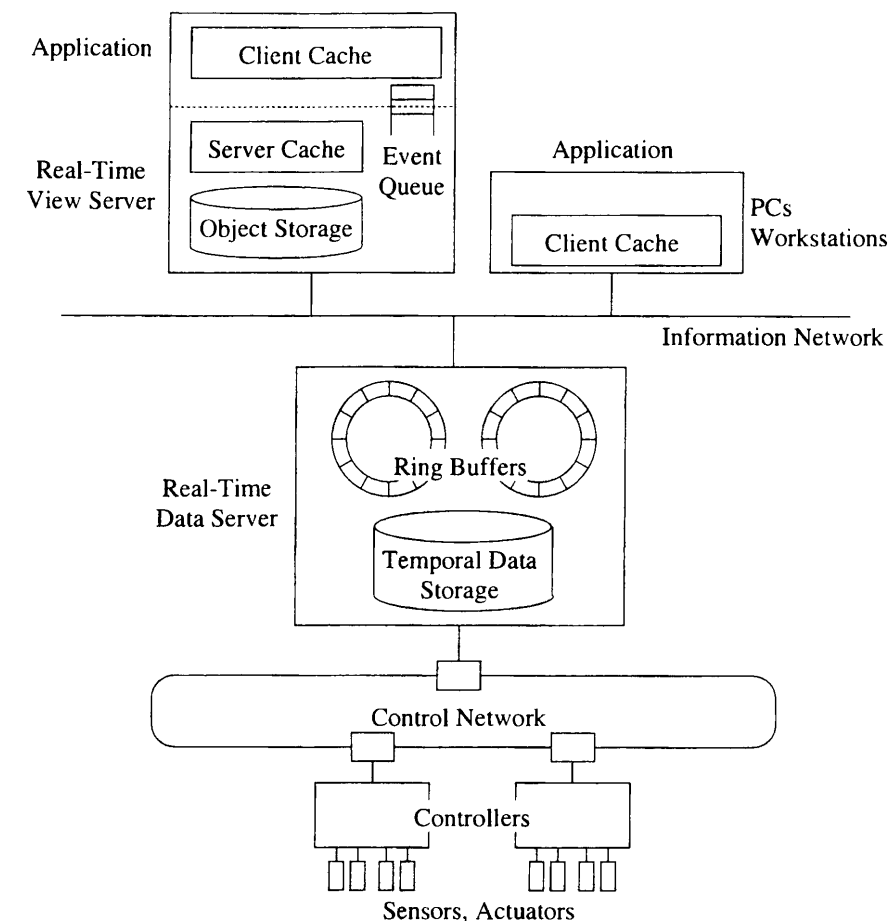 Application
Client Cache
Server Cache
Event
Queue
Real-Time
View Server
Object Storage
Application
PCs
Workstations
Client Cache
Information Network
Ring Buffers
Real-Time
Data Server
Temporal Data
Storage
Control Network
Controllers
Sensors, Actuators